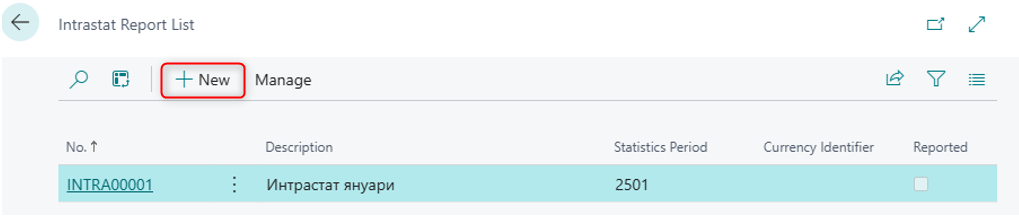 Intrastat Report List
New Manage
No. ↑ Description Statistics Period Currency Identifier Reported
INTRA00001 Интрастат януари 2501